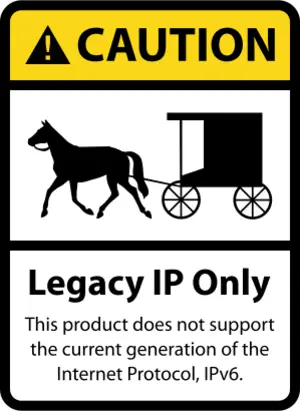 CAUTION
Legacy IP Only
This product does not support
the current generation of the
Internet Protocol, IPv6.